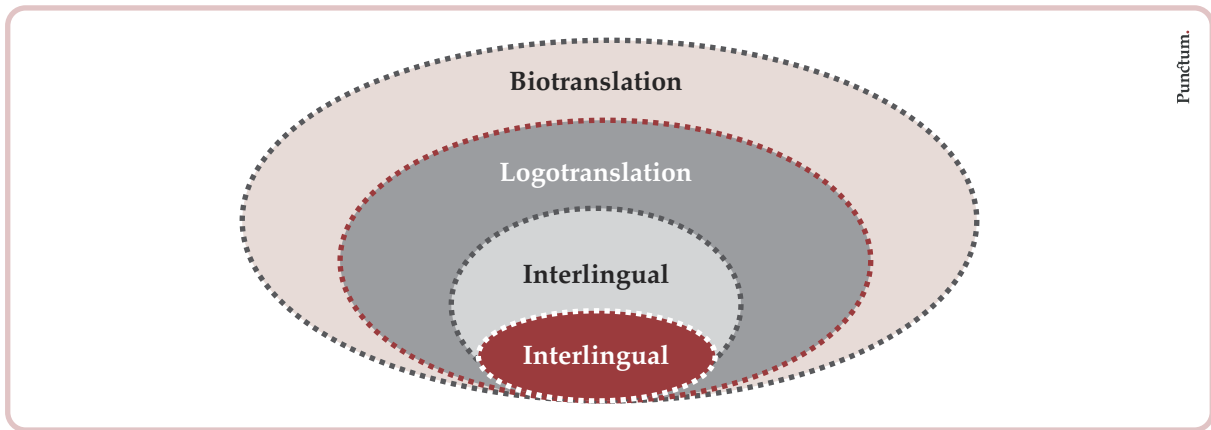 Biotranslation
Logotranslation
Interlingual
Interlingual
Punctum.